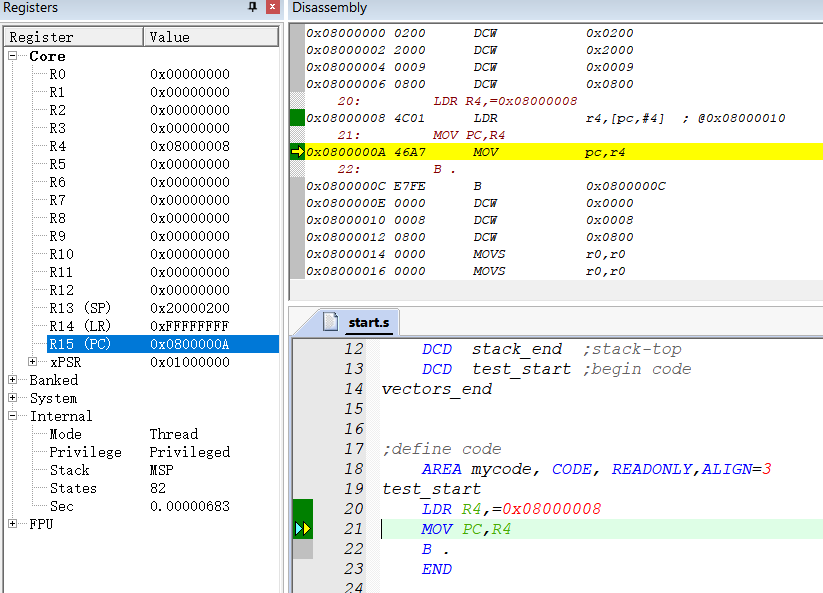 Registers
Register Value
Core
R0 0x00000000
R1 0x00000000
R2 0x00000000
R3 0x00000000
R4 0x08000008
R5 0x00000000
R6 0x00000000
R7 0x00000000
R8 0x00000000
R9 0x00000000
R10 0x00000000
R11 0x00000000
R12 0x00000000
R13 (SP) 0x20000200
R14 (LR) 0xFFFFFFFF
R15 (PC) 0x0800000A
xPSR 0x01000000
Banked
System
Internal
Mode Thread
Privilege Privileged
Stack MSP
States 82
Sec 0.00000683
FPU
Disassembly
0x08000000 0200 DCW 0x0200
0x08000002 2000 DCW 0x2000
0x08000004 0009 DCW 0x0009
0x08000006 0800 DCW 0x0800
20: LDR R4,=0x08000008
0x08000008 4C01 LDR r4,[pc,#4] ; @0x08000010
21: MOV PC,R4
0x0800000A 46A7 MOV pc,r4
22: B .
0x0800000C E7FE B 0x0800000C
0x0800000E 0000 DCW 0x0000
0x08000010 0008 DCW 0x0008
0x08000012 0800 DCW 0x0800
0x08000014 0000 MOVS r0,r0
0x08000016 0000 MOVS r0,r0
start.s
12 DCD stack_end ;stack-top
13 DCD test_start ;begin code
14 vectors_end
15
16
17 ;define code
18 AREA mycode, CODE, READONLY,ALIGN=3
19 test_start
20 LDR R4,=0x08000008
21 MOV PC,R4
22 B .
23 END
24